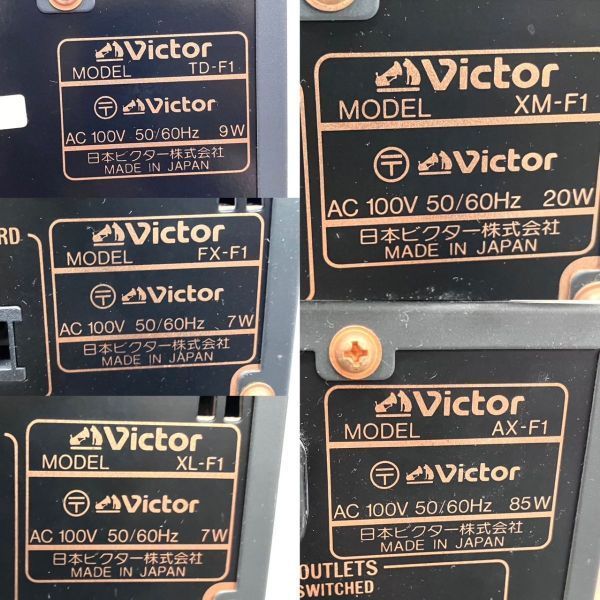 Victor
MODEL TD-F1
〒 Victor
AC 100V 50/60Hz 9W
日本ビクター株式会社
MADE IN JAPAN
RD
Victor
MODEL FX-F1
〒 Victor
AC 100V 50/60Hz 7W
日本ビクター株式会社
MADE IN JAPAN
Victor
MODEL XL-F1
〒 Victor
AC 100V 50/60Hz 7W
日本ビクター株式会社
MADE IN JAPAN
Victor
MODEL XM-F1
〒 Victor
AC 100V 50/60Hz 20W
日本ビクター株式会社
MADE IN JAPAN
Victor
MODEL AX-F1
〒 Victor
AC 100V 50/60Hz 85W
日本ビクター株式会社
MADE IN JAPAN
OUTLETS
SWITCHED